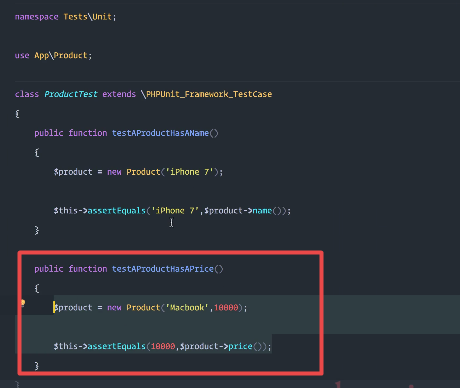 namespace Tests\Unit;
use App\Product;
class ProductTest extends \PHPUnit_Framework_TestCase
{
public function testAProductHasAName()
{
$product = new Product('iPhone 7');
$this->assertEquals('iPhone 7',$product->name());
}
public function testAProductHasAPrice()
{
$product = new Product('Macbook',10000);
$this->assertEquals(10000,$product->price());
}